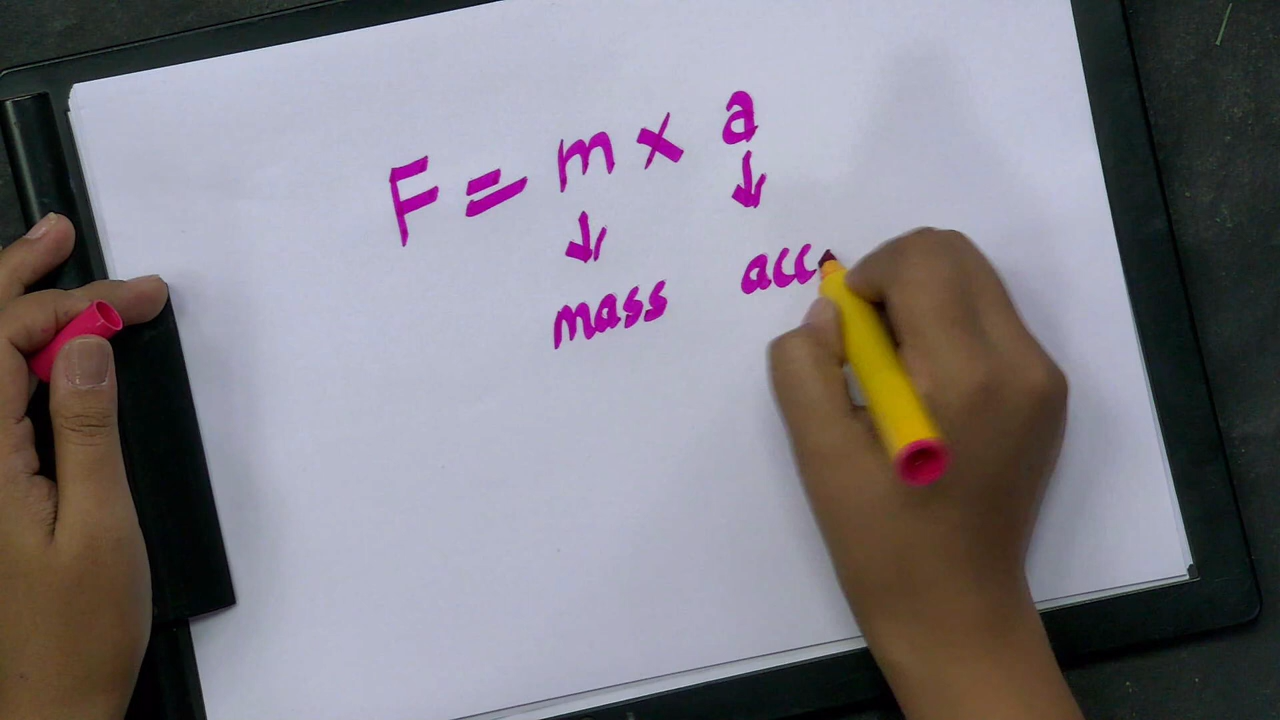 F = m × a
↓ ↓
mass acc